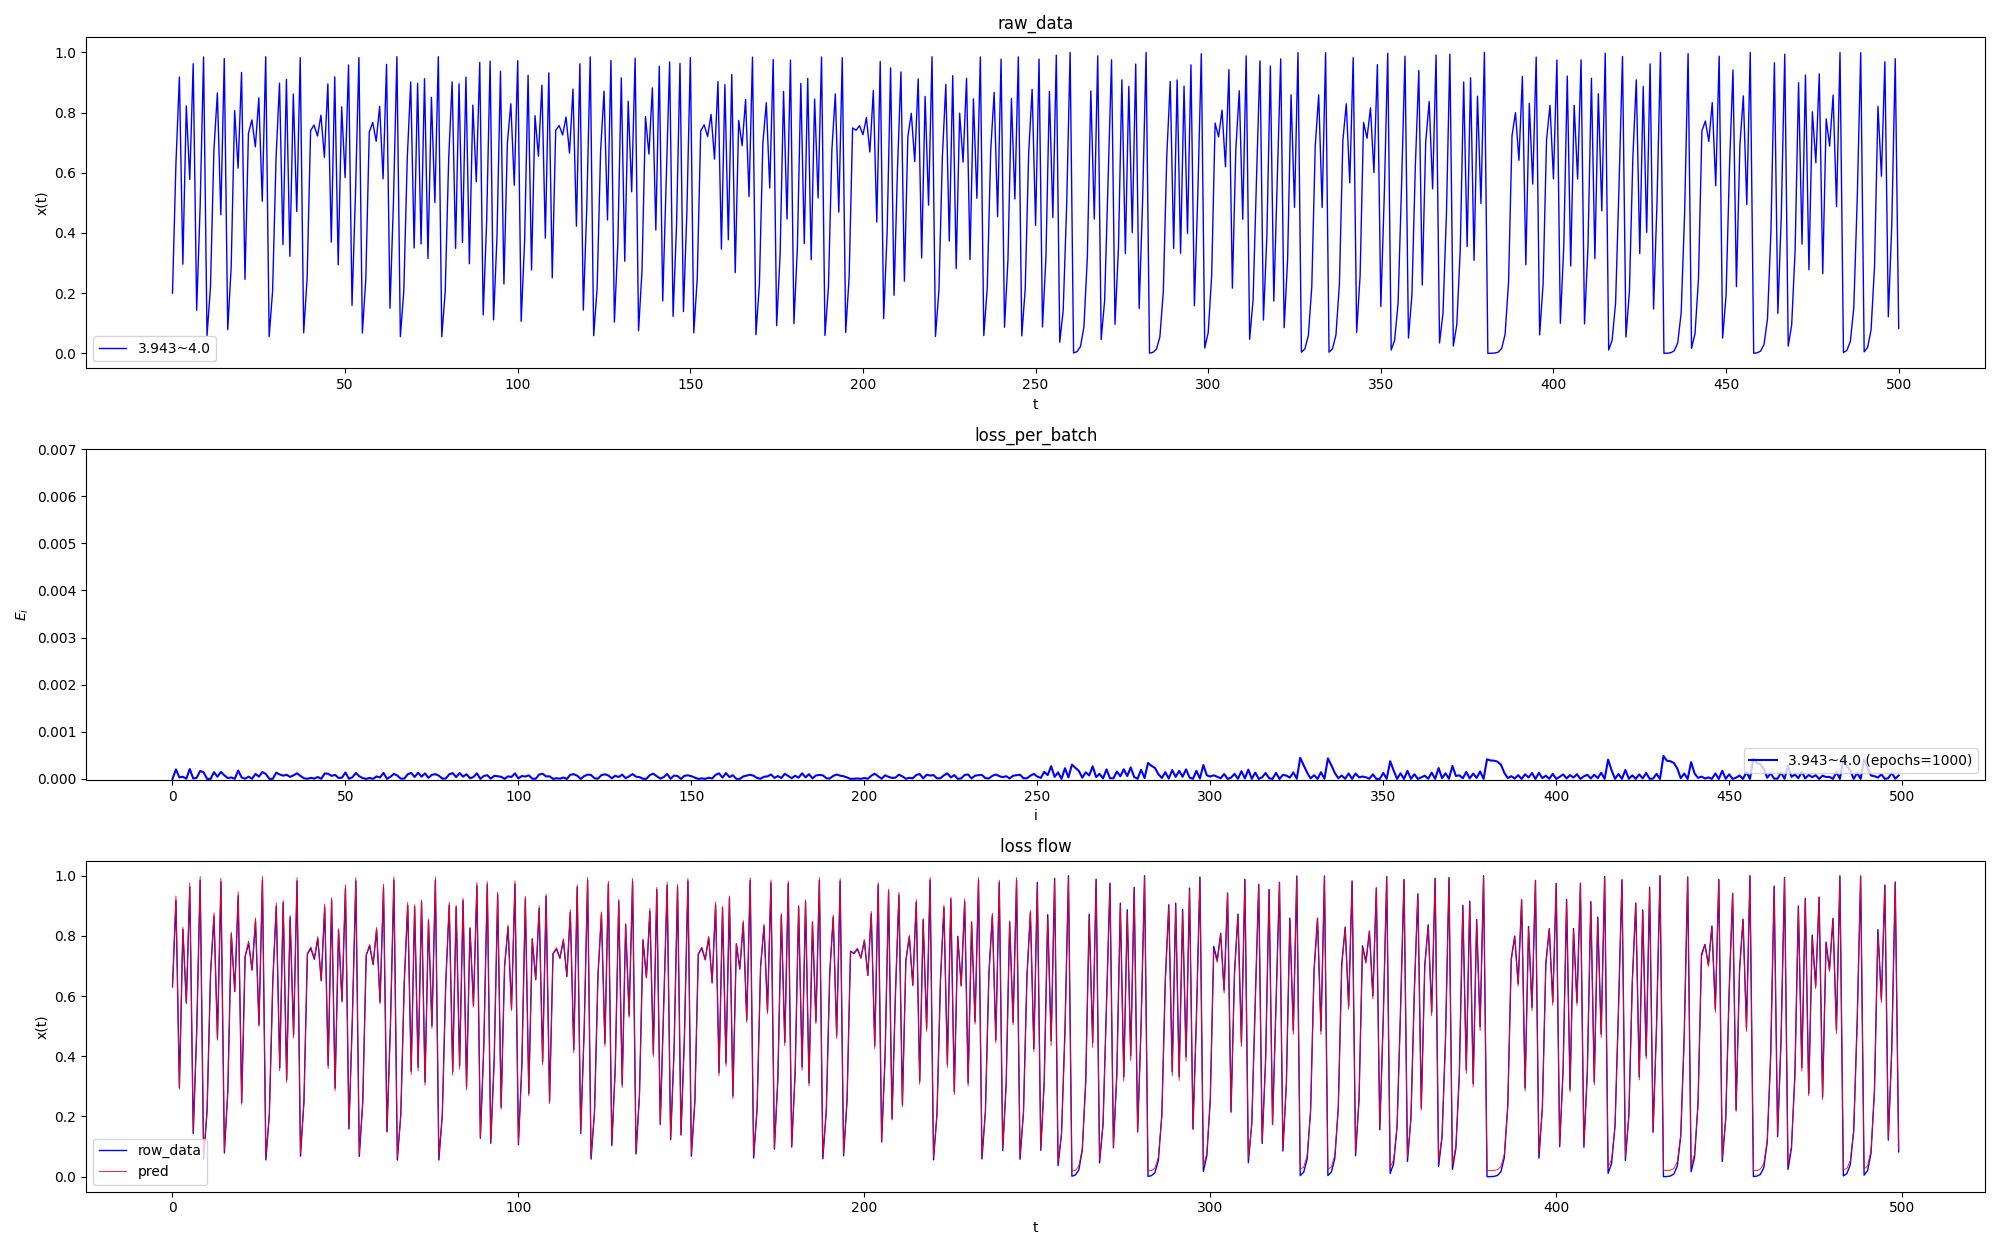 raw_data
1.0
0.8
0.6
0.4
0.2
0.0
x(t)
3.943~4.0
50 100 150 200 250 300 350 400 450 500
t
loss_per_batch
0.007
0.006
0.005
0.004
0.003
0.002
0.001
0.000
E_i
3.943~4.0 (epochs=1000)
0 50 100 150 200 250 300 350 400 450 500
i
loss flow
1.0
0.8
0.6
0.4
0.2
0.0
x(t)
row_data
pred
0 100 200 300 400 500
t